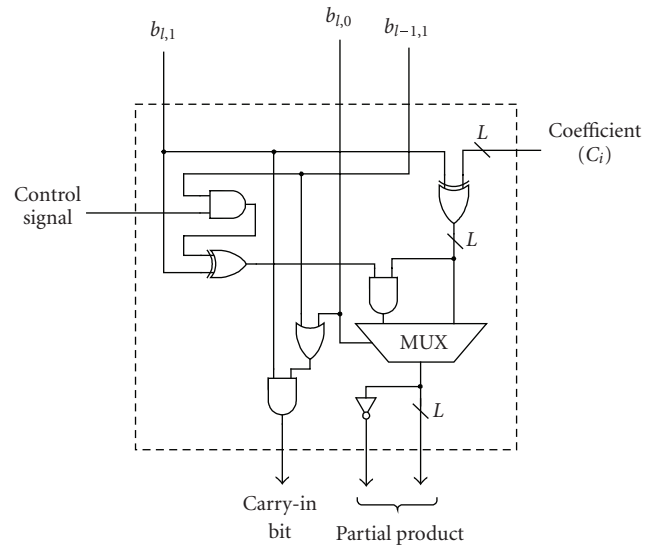 b_{l,1}
b_{l,0}
b_{l−1,1}
L
Coefficient
(C_i)
Control
signal
L
MUX
L
Carry-in
bit
Partial product